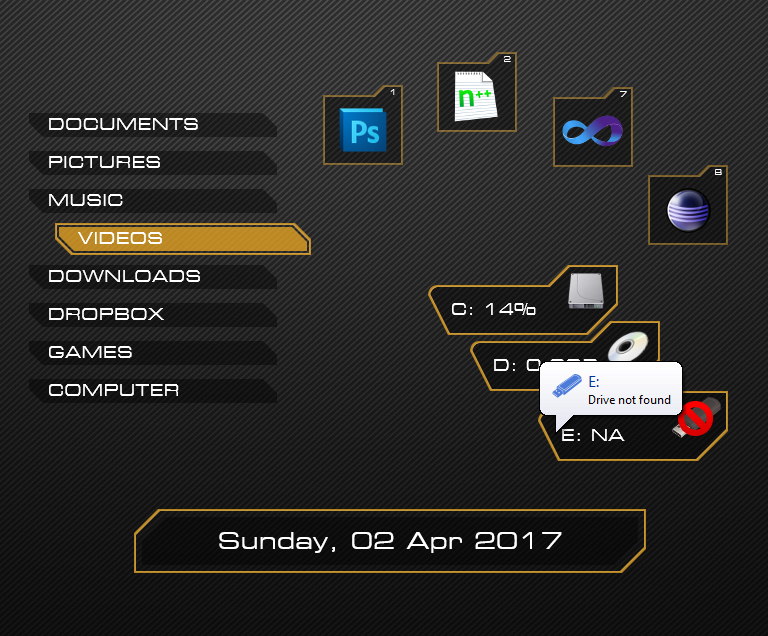 DOCUMENTS
PICTURES
MUSIC
VIDEOS
DOWNLOADS
DROPBOX
GAMES
COMPUTER
1
Ps
2
n++
7
8
C: 14%
D:
E:
Drive not found
E: NA
Sunday, 02 Apr 2017